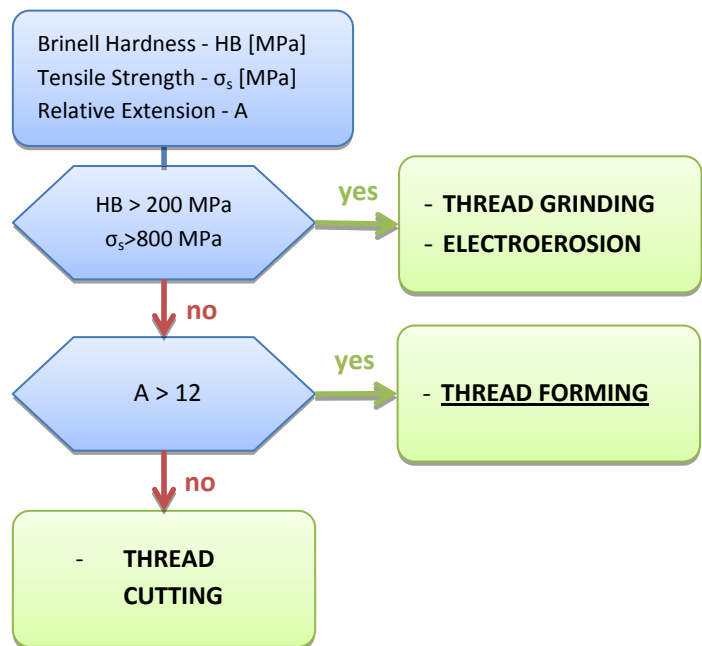 Brinell Hardness - HB [MPa]
Tensile Strength - σs [MPa]
Relative Extension - A
HB > 200 MPa
σs>800 MPa
yes
- THREAD GRINDING
- ELECTROEROSION
no
A > 12
yes
- THREAD FORMING
no
- THREAD
CUTTING